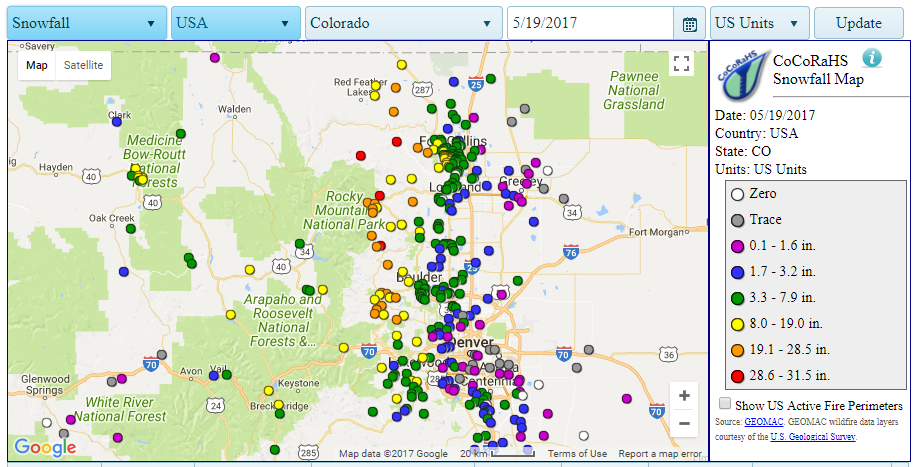 Snowfall USA Colorado 5/19/2017 US Units Update
Savery
Map Satellite
Red Feather
Lakes
287
25
Pawnee
National
Grassland
Walden
Clark
Medicine
Bow-Routt
National
Forests
Fort Collins
Hayden
40
40
Loveland
Greeley
Rocky
Mountain
National Park
34
Oak Creek
Fort Morgan
34
76
40
25
Boulder
Arapaho and
Roosevelt
National
Forests &...
Denver
70
70
36
70
Glenwood
Springs
Avon
Vail
Keystone
Centennial
285
24
Breckenridge
White River
National Forest
70
285
Google
Map data ©2017 Google 20 km Terms of Use Report a map error
CoCoRaHS
CoCoRaHS
Snowfall Map
Date: 05/19/2017
Country: USA
State: CO
Units: US Units
Zero
Trace
0.1 - 1.6 in.
1.7 - 3.2 in.
3.3 - 7.9 in.
8.0 - 19.0 in.
19.1 - 28.5 in.
28.6 - 31.5 in.
Show US Active Fire Perimeters
Source: GEOMAC. GEOMAC wildfire data layers
courtesy of the U.S. Geological Survey.